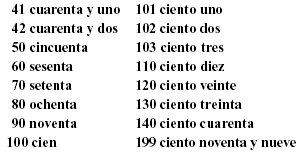 41 cuarenta y uno
42 cuarenta y dos
50 cincuenta
60 sesenta
70 setenta
80 ochenta
90 noventa
100 cien
101 ciento uno
102 ciento dos
103 ciento tres
110 ciento diez
120 ciento veinte
130 ciento treinta
140 ciento cuarenta
199 ciento noventa y nueve